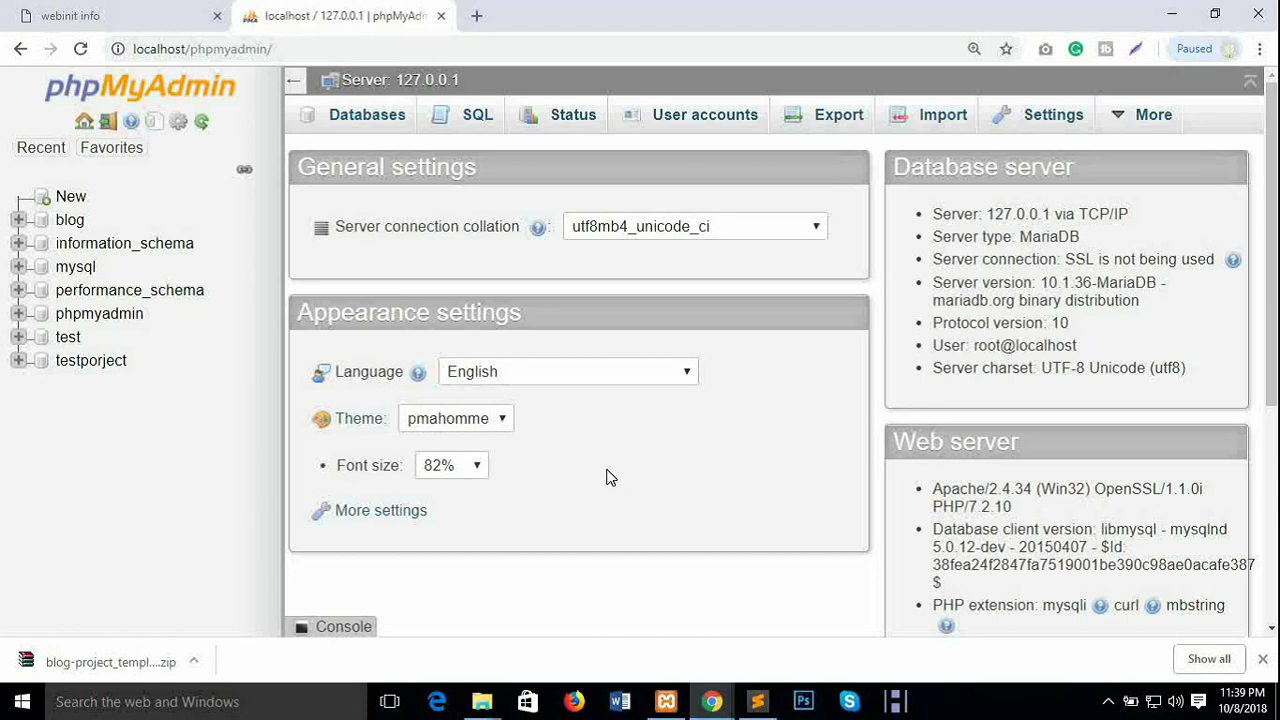 webinit info
localhost / 127.0.0.1 | phpMyAdm
localhost/phpmyadmin/
Paused
phpMyAdmin
Recent
Favorites
New
blog
information_schema
mysql
performance_schema
phpmyadmin
test
testporject
Server: 127.0.0.1
Databases
SQL
Status
User accounts
Export
Import
Settings
More
General settings
Server connection collation
:
utf8mb4_unicode_ci
Appearance settings
Language
English
Theme:
pmahomme
Font size:
82%
More settings
Console
Database server
Server: 127.0.0.1 via TCP/IP
Server type: MariaDB
Server connection: SSL is not being used
Server version: 10.1.36-MariaDB -
mariadb.org binary distribution
Protocol version: 10
User: root@localhost
Server charset: UTF-8 Unicode (utf8)
Web server
Apache/2.4.34 (Win32) OpenSSL/1.1.0i
PHP/7.2.10
Database client version: libmysql - mysqlnd
5.0.12-dev - 20150407 - $Id:
38fea24f2847fa7519001be390c98ae0acafe387
$
PHP extension: mysqli curl mbstring
blog-project_templ....zip
Show all
Search the web and Windows
11:39 PM
10/8/2018